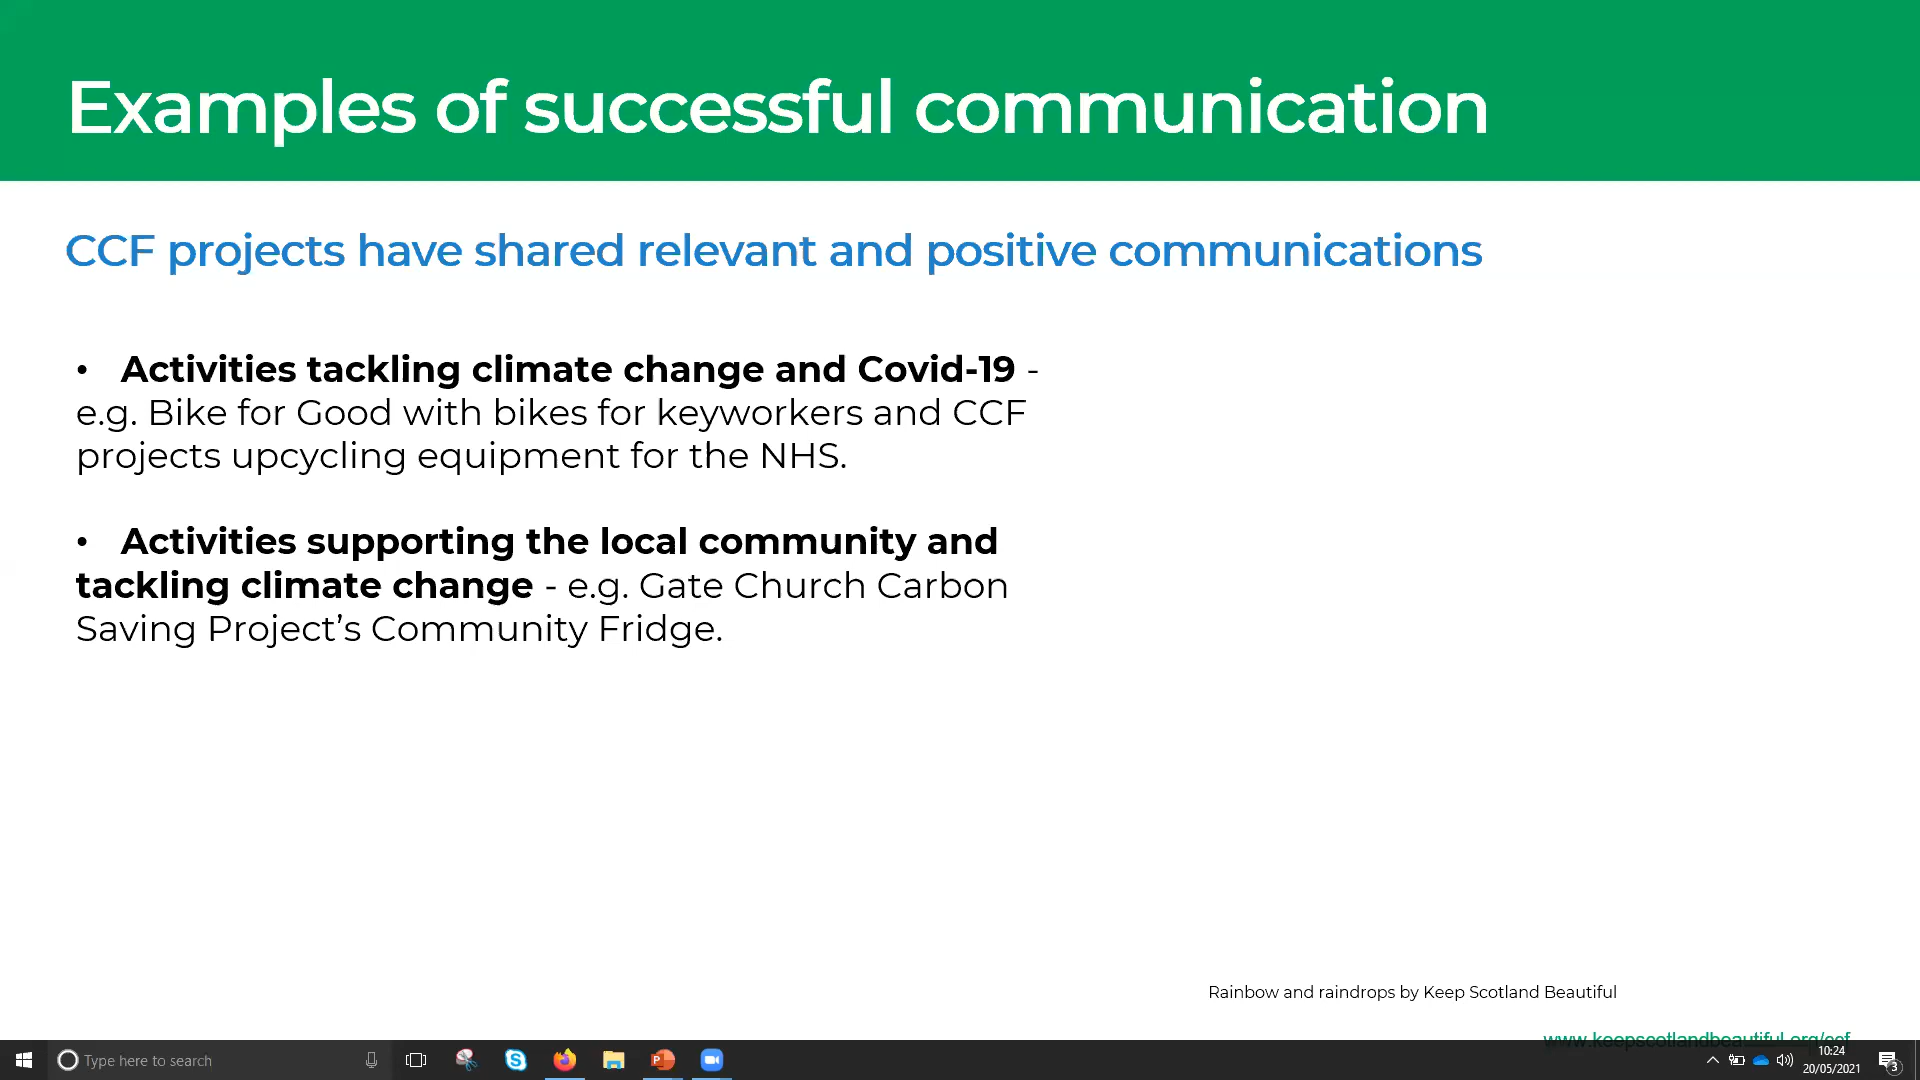 Examples of successful communication
CCF projects have shared relevant and positive communications
• Activities tackling climate change and Covid-19 -
e.g. Bike for Good with bikes for keyworkers and CCF
projects upcycling equipment for the NHS.
• Activities supporting the local community and
tackling climate change - e.g. Gate Church Carbon
Saving Project’s Community Fridge.
Rainbow and raindrops by Keep Scotland Beautiful
www.keepscotlandbeautiful.org/ccf
Type here to search
10:24
20/05/2021
3